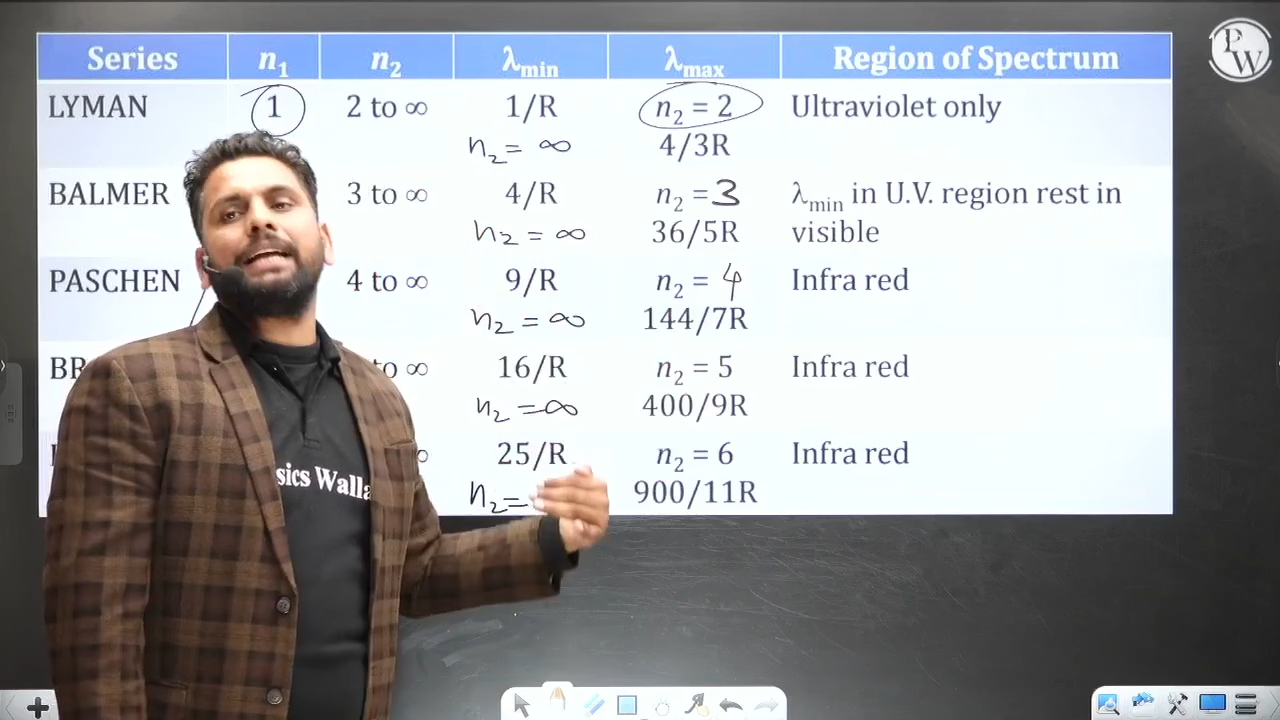 Series n₁ n₂ λmin λmax Region of Spectrum
LYMAN 1 2 to ∞ 1/R n₂ = 2 Ultraviolet only
n₂ = ∞ 4/3R
BALMER 3 to ∞ 4/R n₂ = 3 λmin in U.V. region rest in
n₂ = ∞ 36/5R visible
PASCHEN 4 to ∞ 9/R n₂ = 4 Infra red
n₂ = ∞ 144/7R
BR to ∞ 16/R n₂ = 5 Infra red
n₂ = ∞ 400/9R
25/R n₂ = 6 Infra red
n₂ = 900/11R
sics Walla
PW